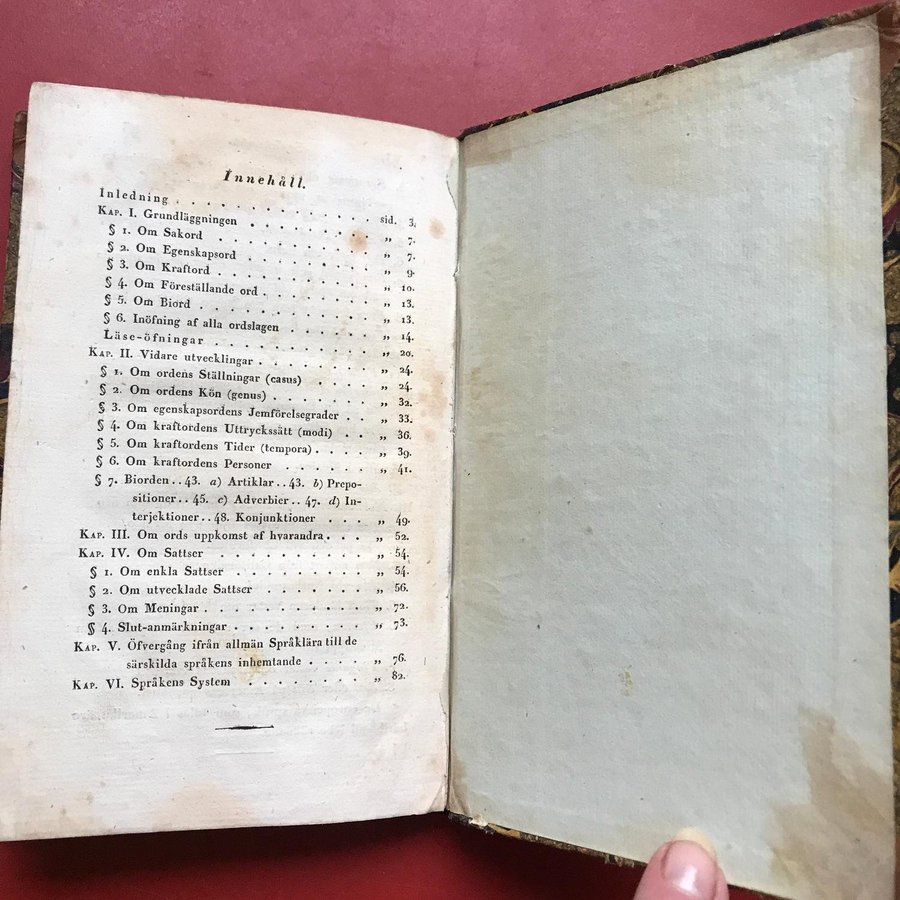 Innehåll.
Inledning . . . . . . . . . . . . sid. 3.
Kap. I. Grundläggningen . . . . . . . . „ 7.
§ 1. Om Sakord . . . . . . . . . . „ 7.
§ 2. Om Egenskapsord . . . . . . . . „ 9.
§ 3. Om Kraftord . . . . . . . . . „ 10.
§ 4. Om Föreställande ord . . . . . . . „ 13.
§ 5. Om Biord . . . . . . . . . . „ 13.
§ 6. Inöfning af alla ordslagen . . . . . „ 14.
Läse-öfningar . . . . . . . . . . „ 20.
Kap. II. Vidare utvecklingar . . . . . . . „ 24.
§ 1. Om ordens Ställningar (casus) . . . . „ 24.
§ 2. Om ordens Kön (genus) . . . . . . „ 32.
§ 3. Om egenskapsordens Jemförelsegrader . . „ 33.
§ 4. Om kraftordens Uttryckssätt (modi) . . „ 36.
§ 5. Om kraftordens Tider (tempora) . . . . „ 39.
§ 6. Om kraftordens Personer . . . . . . „ 41.
§ 7. Biorden . . 43. a) Artiklar . . 43. b) Prepo-
sitioner . . 45. c) Adverbier . . 47. d) In-
terjektioner . . 48. Konjunktioner . . . „ 49.
Kap. III. Om ords uppkomst af hvarandra . . . „ 52.
Kap. IV. Om Sattser . . . . . . . . . „ 54.
§ 1. Om enkla Sattser . . . . . . . . „ 54.
§ 2. Om utvecklade Sattser . . . . . . „ 56.
§ 3. Om Meningar . . . . . . . . . „ 72.
§ 4. Slut-anmärkningar . . . . . . . . „ 73.
Kap. V. Öfvergång ifrån allmän Språklära till de
särskilda språkens inhemtande . . . . „ 76.
Kap. VI. Språkens System . . . . . . . „ 82.